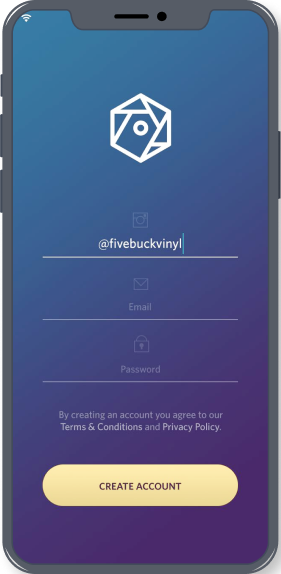 @fivebuckvinyl
Email
Password
By creating an account you agree to our
Terms & Conditions and Privacy Policy.
CREATE ACCOUNT